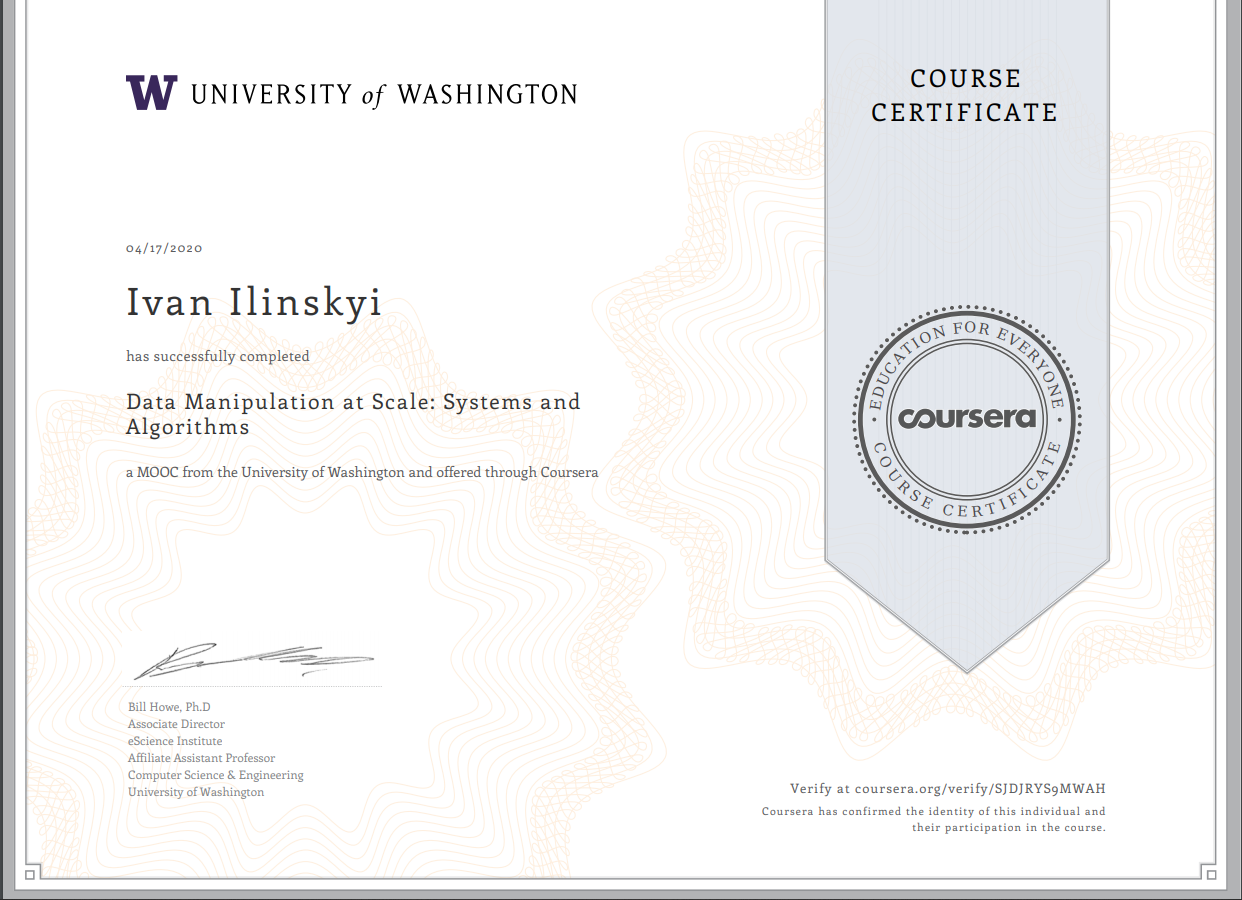 W UNIVERSITY of WASHINGTON
COURSE
CERTIFICATE
04/17/2020
Ivan Ilinskyi
has successfully completed
Data Manipulation at Scale: Systems and
Algorithms
a MOOC from the University of Washington and offered through Coursera
EDUCATION FOR EVERYONE
coursera
COURSE CERTIFICATE
Bill Howe, Ph.D
Associate Director
eScience Institute
Affiliate Assistant Professor
Computer Science & Engineering
University of Washington
Verify at coursera.org/verify/SJDJRYS9MWAH
Coursera has confirmed the identity of this individual and
their participation in the course.